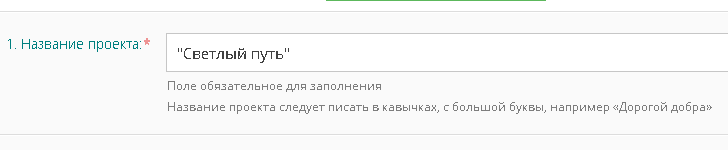 1. Название проекта:*
"Светлый путь"
Поле обязательное для заполнения
Название проекта следует писать в кавычках, с большой буквы, например «Дорогой добра»